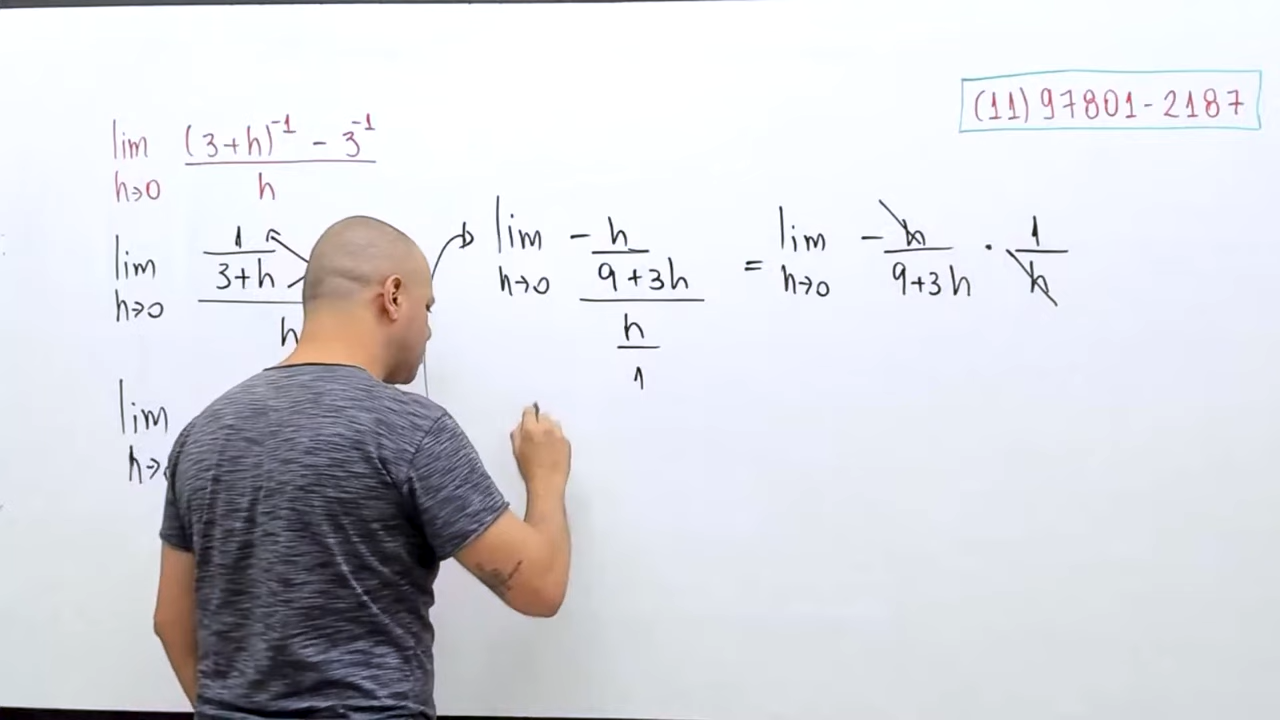 (11) 97801-2187
lim (3+h)⁻¹ - 3⁻¹
h→0 h
lim 1
h→0 3+h
h
lim
h→
lim - h
h→0 9+3h
h
1
= lim - h · 1
h→0 9+3h h